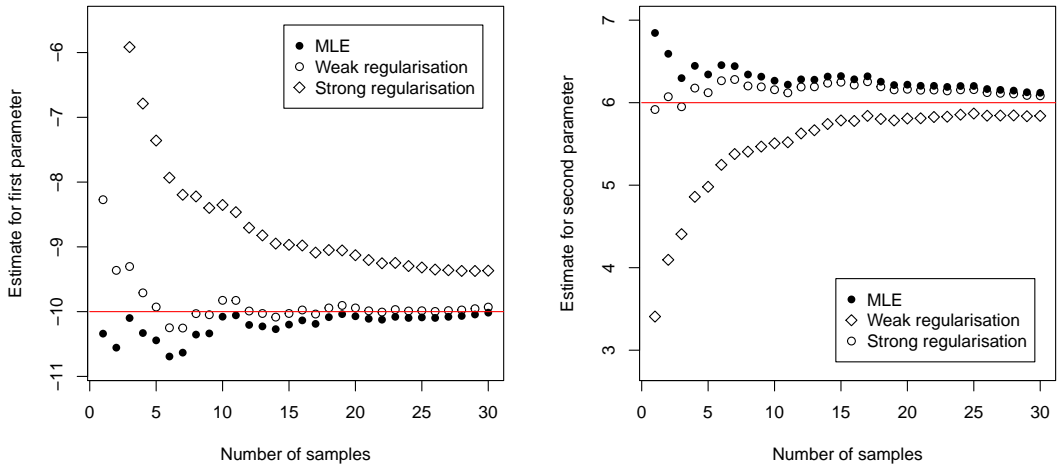 MLE
Weak regularisation
Strong regularisation
-6
-7
-8
-9
-10
-11
0 5 10 15 20 25 30
Number of samples
Estimate for first parameter
MLE
Weak regularisation
Strong regularisation
7
6
5
4
3
0 5 10 15 20 25 30
Number of samples
Estimate for second parameter